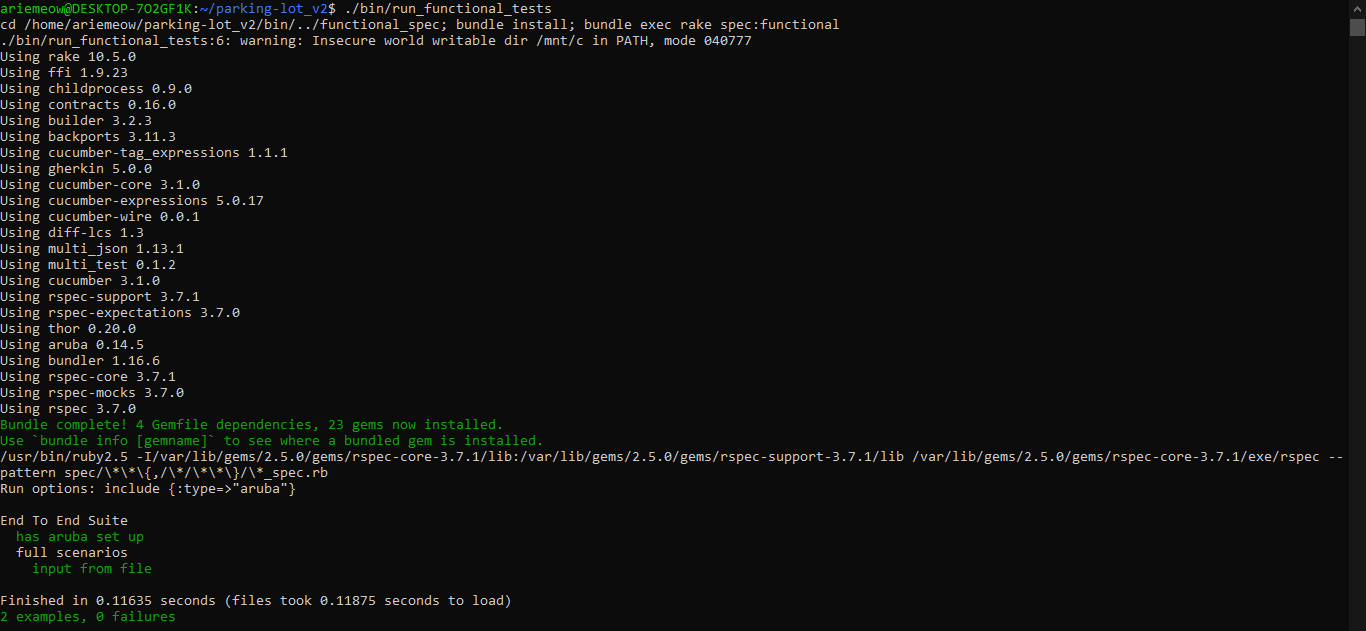 ariemeow@DESKTOP-7O2GF1K:~/parking-lot_v2$ ./bin/run_functional_tests
cd /home/ariemeow/parking-lot_v2/bin/../functional_spec; bundle install; bundle exec rake spec:functional
./bin/run_functional_tests:6: warning: Insecure world writable dir /mnt/c in PATH, mode 040777
Using rake 10.5.0
Using ffi 1.9.23
Using childprocess 0.9.0
Using contracts 0.16.0
Using builder 3.2.3
Using backports 3.11.3
Using cucumber-tag_expressions 1.1.1
Using gherkin 5.0.0
Using cucumber-core 3.1.0
Using cucumber-expressions 5.0.17
Using cucumber-wire 0.0.1
Using diff-lcs 1.3
Using multi_json 1.13.1
Using multi_test 0.1.2
Using cucumber 3.1.0
Using rspec-support 3.7.1
Using rspec-expectations 3.7.0
Using thor 0.20.0
Using aruba 0.14.5
Using bundler 1.16.6
Using rspec-core 3.7.1
Using rspec-mocks 3.7.0
Using rspec 3.7.0
Bundle complete! 4 Gemfile dependencies, 23 gems now installed.
Use `bundle info [gemname]` to see where a bundled gem is installed.
/usr/bin/ruby2.5 -I/var/lib/gems/2.5.0/gems/rspec-core-3.7.1/lib:/var/lib/gems/2.5.0/gems/rspec-support-3.7.1/lib /var/lib/gems/2.5.0/gems/rspec-core-3.7.1/exe/rspec --
pattern spec/\*\*\{,/\*/\*\*\}/\*_spec.rb
Run options: include {:type=>"aruba"}
End To End Suite
has aruba set up
full scenarios
input from file
Finished in 0.11635 seconds (files took 0.11875 seconds to load)
2 examples, 0 failures